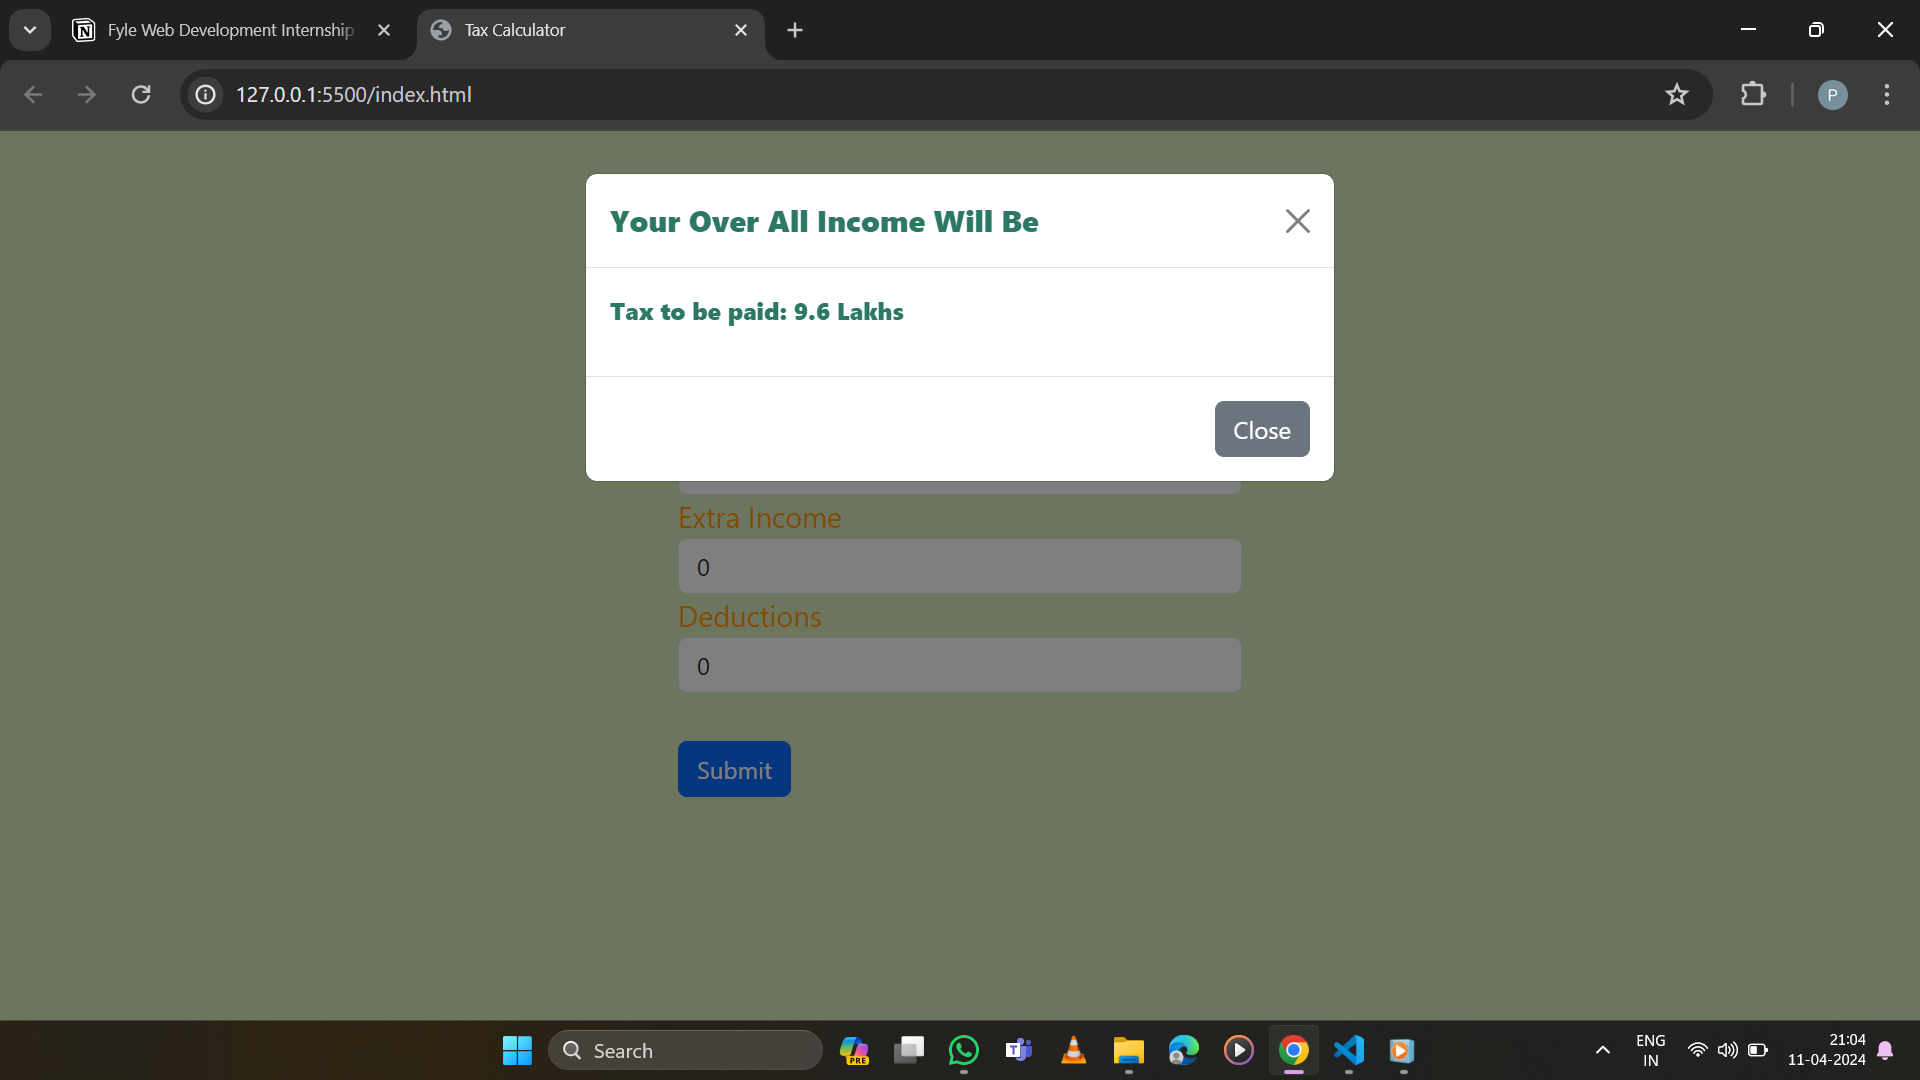 Fyle Web Development Internship
Tax Calculator
127.0.0.1:5500/index.html
P
Your Over All Income Will Be
Tax to be paid: 9.6 Lakhs
Close
Extra Income
0
Deductions
0
Submit
Search
PRE
ENG
IN
21:04
11-04-2024